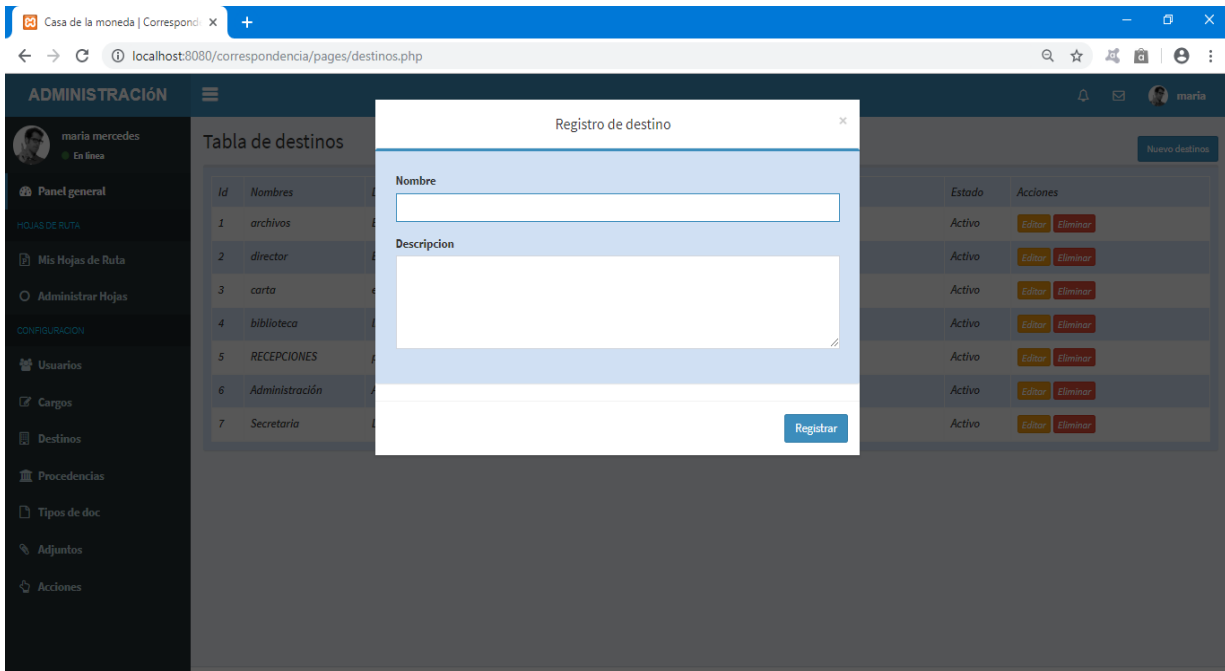 Casa de la moneda | Correspond
localhost:8080/correspondencia/pages/destinos.php
ADMINISTRACIóN
maria
maria mercedes
En línea
Panel general
HOJAS DE RUTA
Mis Hojas de Ruta
Administrar Hojas
CONFIGURACION
Usuarios
Cargos
Destinos
Procedencias
Tipos de doc
Adjuntos
Acciones
Tabla de destinos
Nuevo destinos
Id Nombres Estado Acciones
1 archivos Activo Editar Eliminar
2 director Activo Editar Eliminar
3 carta Activo Editar Eliminar
4 biblioteca Activo Editar Eliminar
5 RECEPCIONES Activo Editar Eliminar
6 Administración Activo Editar Eliminar
7 Secretaria Activo Editar Eliminar
Registro de destino
×
Nombre
Descripcion
Registrar